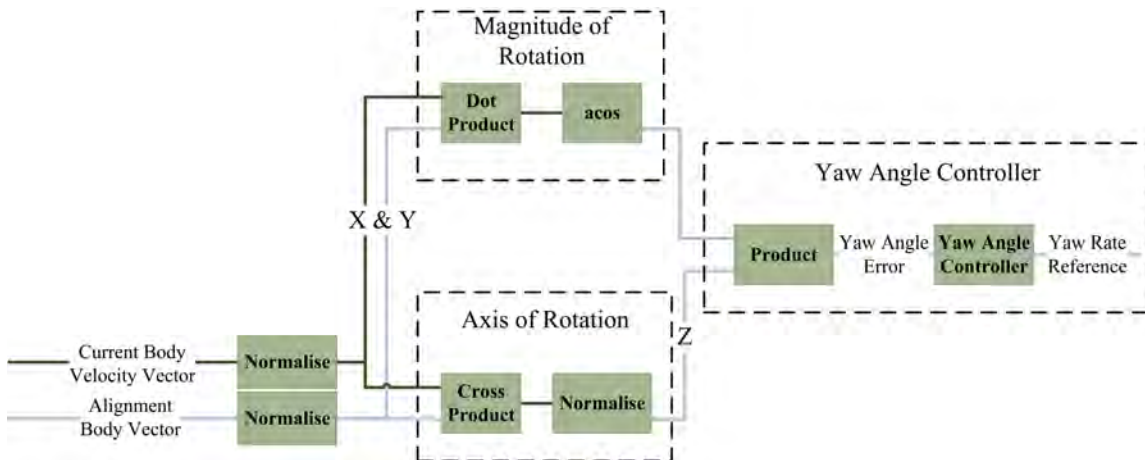 Magnitude of
Rotation
Dot
Product
acos
X & Y
Yaw Angle Controller
Product
Yaw Angle
Error
Yaw Angle
Controller
Yaw Rate
Reference
Axis of Rotation
Z
Current Body
Velocity Vector
Normalise
Alignment
Body Vector
Normalise
Cross
Product
Normalise